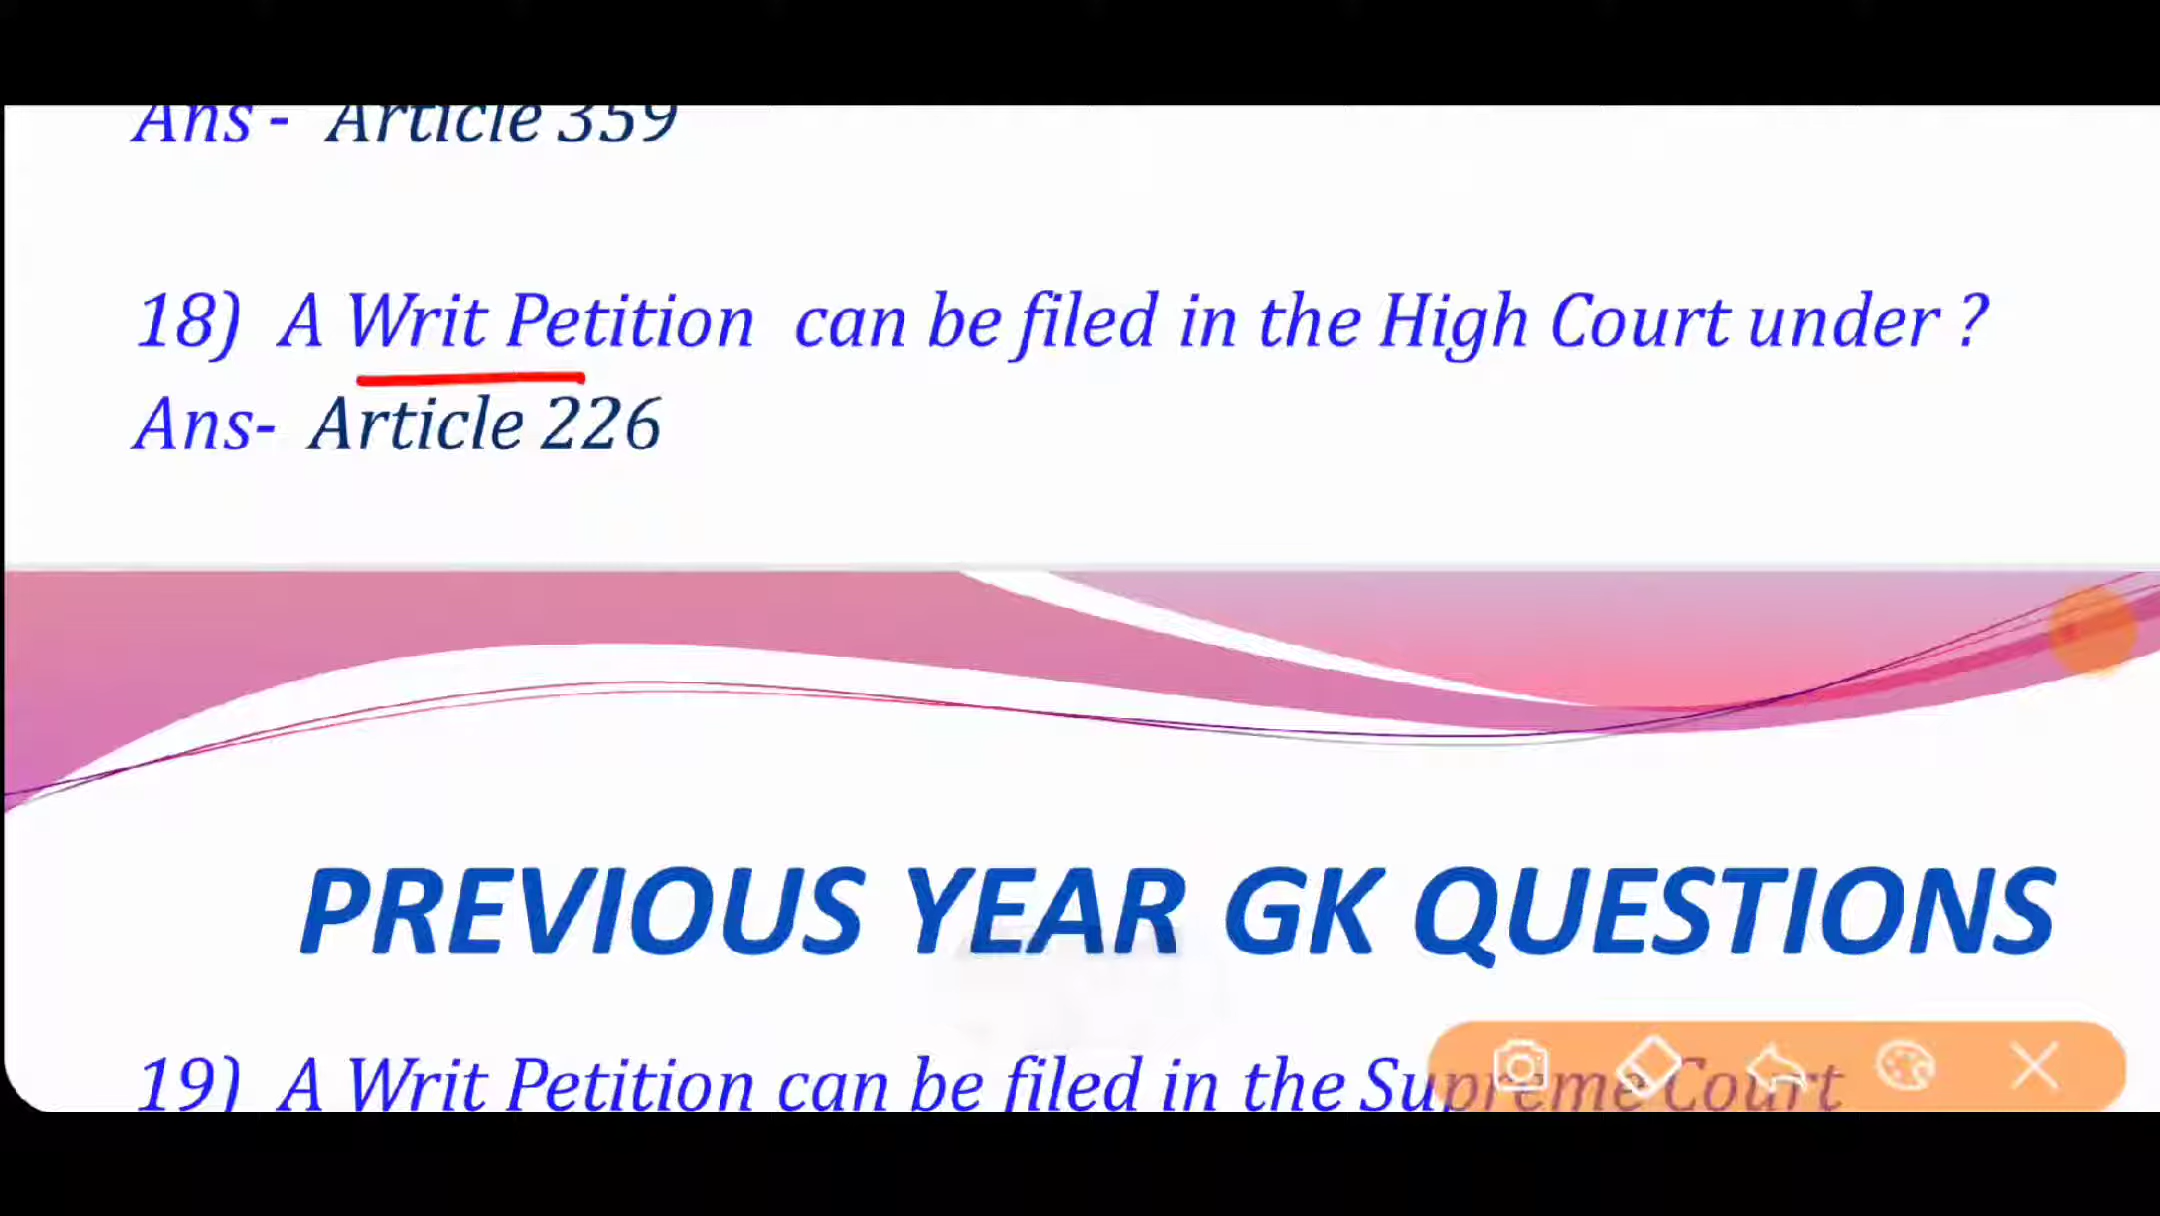 Ans - Article 359
18) A Writ Petition can be filed in the High Court under ?
Ans- Article 226
PREVIOUS YEAR GK QUESTIONS
19) A Writ Petition can be filed in the Supreme Court